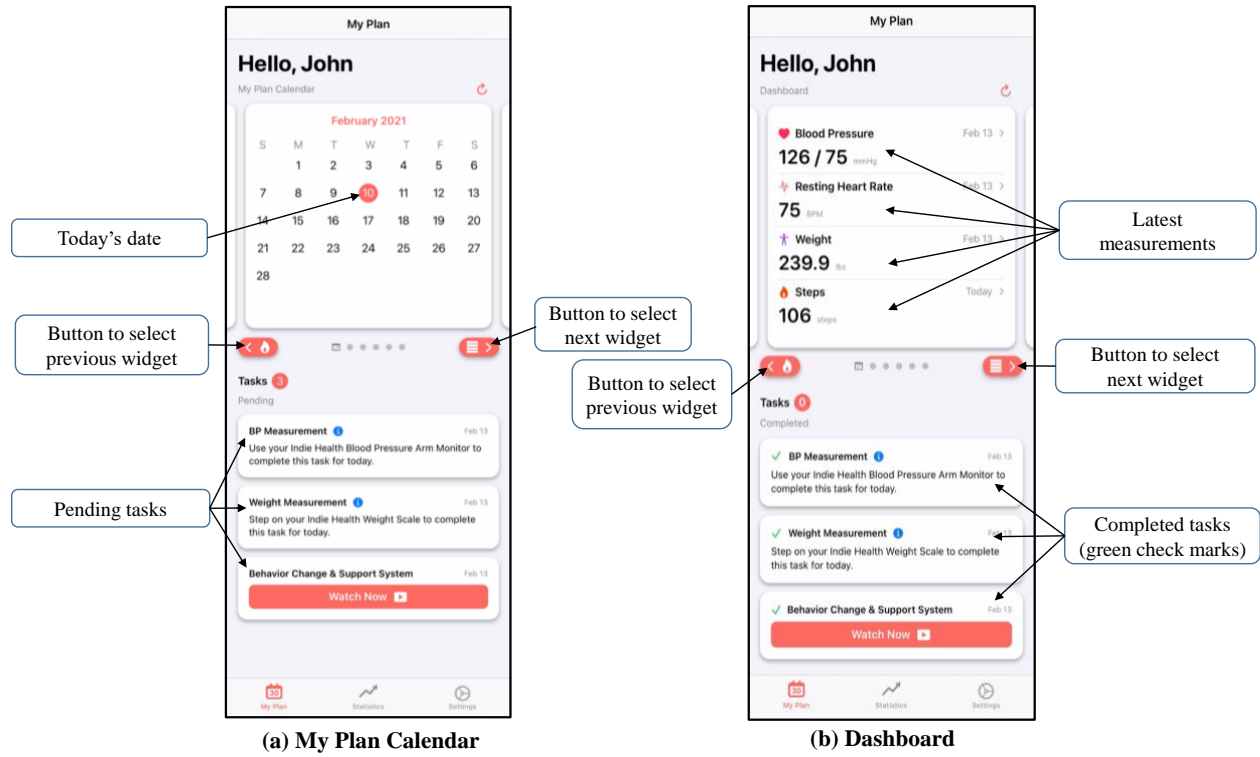 My Plan
Hello, John
My Plan Calendar
February 2021
S M T W T F S
1 2 3 4 5 6
7 8 9 10 11 12 13
14 15 16 17 18 19 20
21 22 23 24 25 26 27
28
Today's date
Button to select
previous widget
Button to select
next widget
Tasks 3
Pending
BP Measurement i Feb 13
Use your Indie Health Blood Pressure Arm Monitor to
complete this task for today.
Weight Measurement i Feb 13
Step on your Indie Health Weight Scale to complete
this task for today.
Behavior Change & Support System Feb 13
Watch Now
Pending tasks
30
My Plan Statistics Settings
(a) My Plan Calendar
My Plan
Hello, John
Dashboard
Blood Pressure Feb 13
126 / 75 mmHg
Resting Heart Rate Feb 13
75 BPM
Weight Feb 13
239.9 lbs
Steps Today
106 steps
Latest
measurements
Button to select
previous widget
Button to select
next widget
Tasks 0
Completed
BP Measurement i Feb 13
Use your Indie Health Blood Pressure Arm Monitor to
complete this task for today.
Weight Measurement i Feb 13
Step on your Indie Health Weight Scale to complete
this task for today.
Behavior Change & Support System Feb 13
Watch Now
Completed tasks
(green check marks)
30
My Plan Statistics Settings
(b) Dashboard